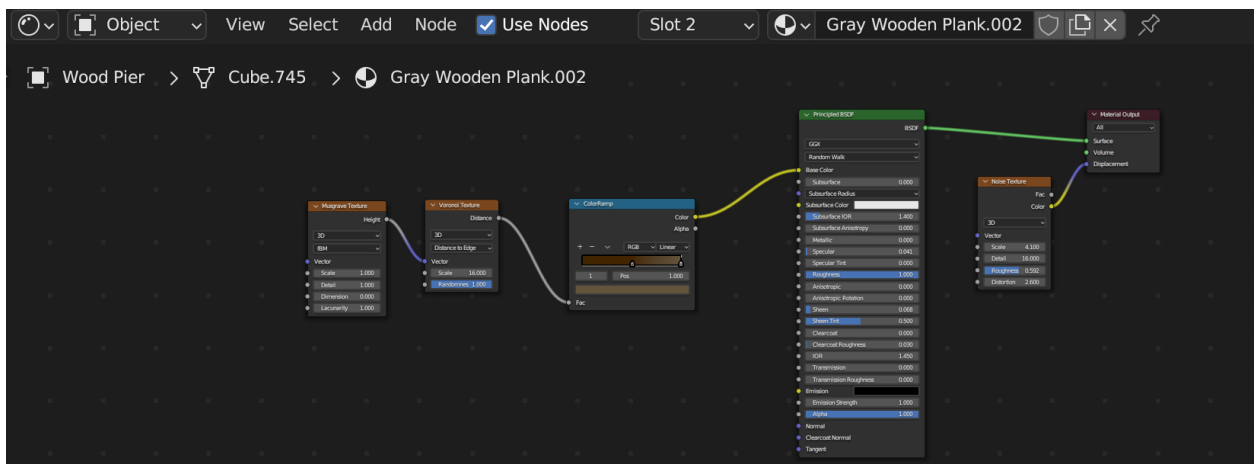 Object View Select Add Node Use Nodes Slot 2 Gray Wooden Plank.002
Wood Pier > Cube.745 > Gray Wooden Plank.002
Musgrave Texture
Height
3D
fBM
Vector
Scale 1.000
Detail 1.000
Dimension 0.000
Lacunarity 1.000
Voronoi Texture
Distance
3D
Distance to Edge
Vector
Scale 16.000
Randomnes 1.000
ColorRamp
Color
Alpha
+ − RGB Linear
1 Pos 1.000
Fac
Principled BSDF
BSDF
GGX
Random Walk
Base Color
Subsurface 0.000
Subsurface Radius
Subsurface Color
Subsurface IOR 1.400
Subsurface Anisotropy 0.000
Metallic 0.000
Specular 0.041
Specular Tint 0.000
Roughness 1.000
Anisotropic 0.000
Anisotropic Rotation 0.000
Sheen 0.068
Sheen Tint 0.500
Clearcoat 0.000
Clearcoat Roughness 0.030
IOR 1.450
Transmission 0.000
Transmission Roughness 0.000
Emission
Emission Strength 1.000
Alpha 1.000
Normal
Clearcoat Normal
Tangent
Noise Texture
Fac
Color
3D
Vector
Scale 4.100
Detail 16.000
Roughness 0.592
Distortion 2.600
Material Output
All
Surface
Volume
Displacement